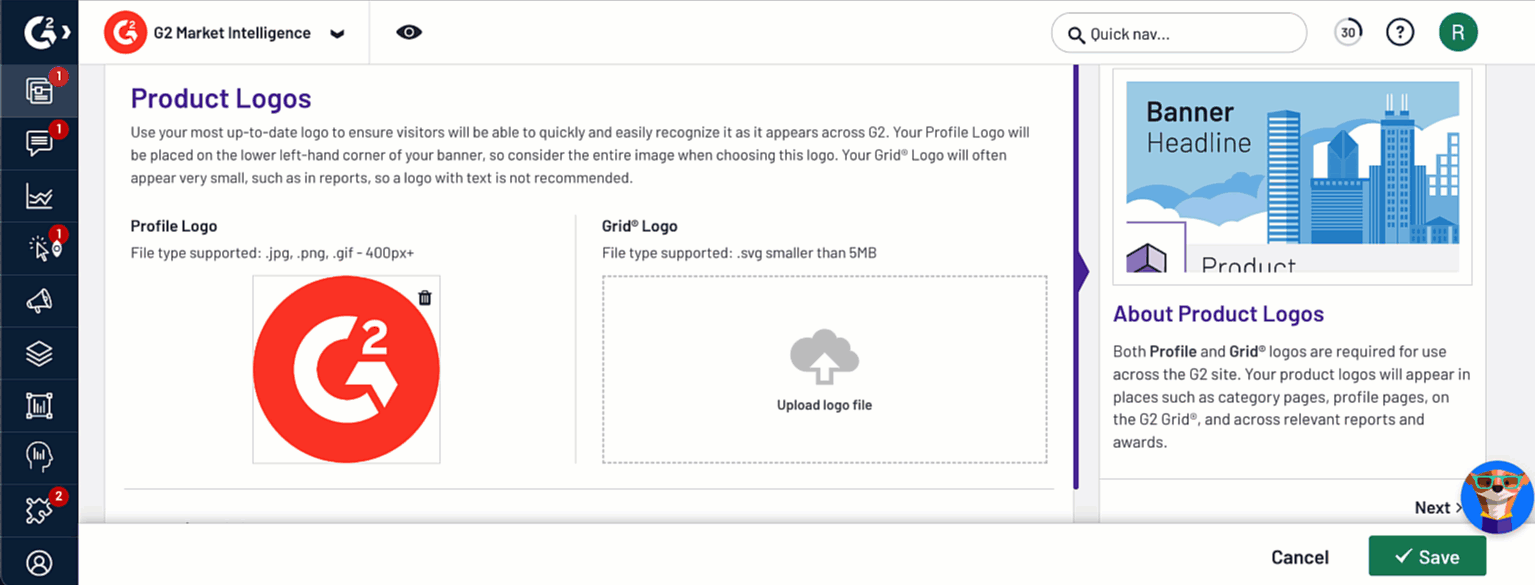 G2
G2 Market Intelligence
Quick nav...
30
?
R
1
1
1
2
Product Logos
Use your most up-to-date logo to ensure visitors will be able to quickly and easily recognize it as it appears across G2. Your Profile Logo will
be placed on the lower left-hand corner of your banner, so consider the entire image when choosing this logo. Your Grid® Logo will often
appear very small, such as in reports, so a logo with text is not recommended.
Profile Logo
File type supported: .jpg, .png, .gif - 400px+
G2
Grid® Logo
File type supported: .svg smaller than 5MB
Upload logo file
Banner
Headline
Product
About Product Logos
Both Profile and Grid® logos are required for use
across the G2 site. Your product logos will appear in
places such as category pages, profile pages, on
the G2 Grid®, and across relevant reports and
awards.
Next
Cancel
Save